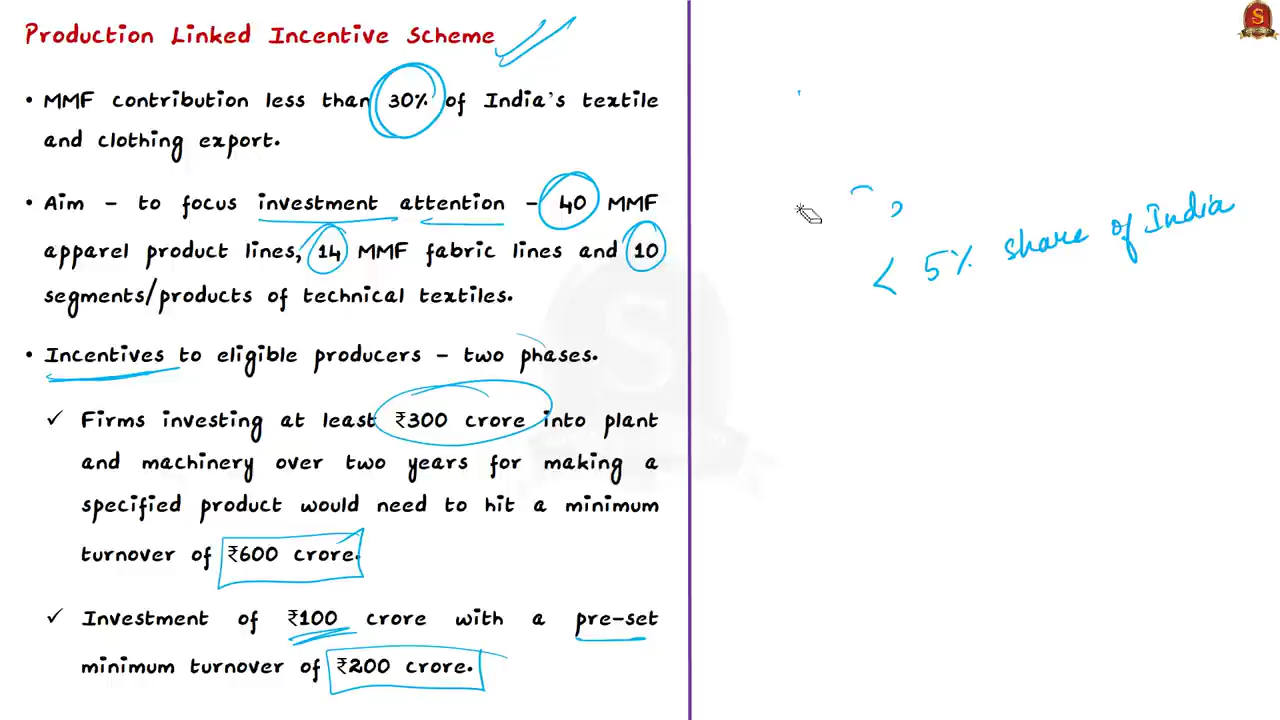 Production Linked Incentive Scheme
• MMF contribution less than 30% of India's textile
and clothing export.
• Aim - to focus investment attention - 40 MMF
apparel product lines, 14 MMF fabric lines and 10
segments/products of technical textiles.
• Incentives to eligible producers - two phases.
✓ Firms investing at least ₹300 crore into plant
and machinery over two years for making a
specified product would need to hit a minimum
turnover of ₹600 crore.
✓ Investment of ₹100 crore with a pre-set
minimum turnover of ₹200 crore.
< 5% share of India
S
S